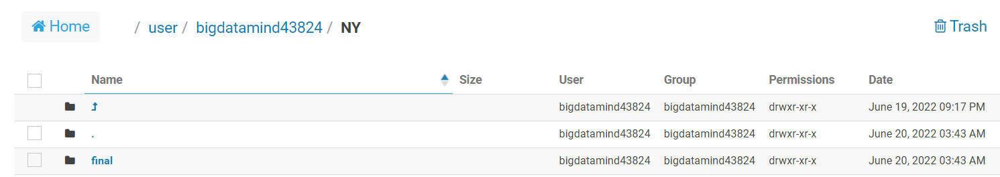 Home / user / bigdatamind43824 / NY Trash
Name Size User Group Permissions Date
bigdatamind43824 bigdatamind43824 drwxr-xr-x June 19, 2022 09:17 PM
. bigdatamind43824 bigdatamind43824 drwxr-xr-x June 20, 2022 03:43 AM
final bigdatamind43824 bigdatamind43824 drwxr-xr-x June 20, 2022 03:43 AM